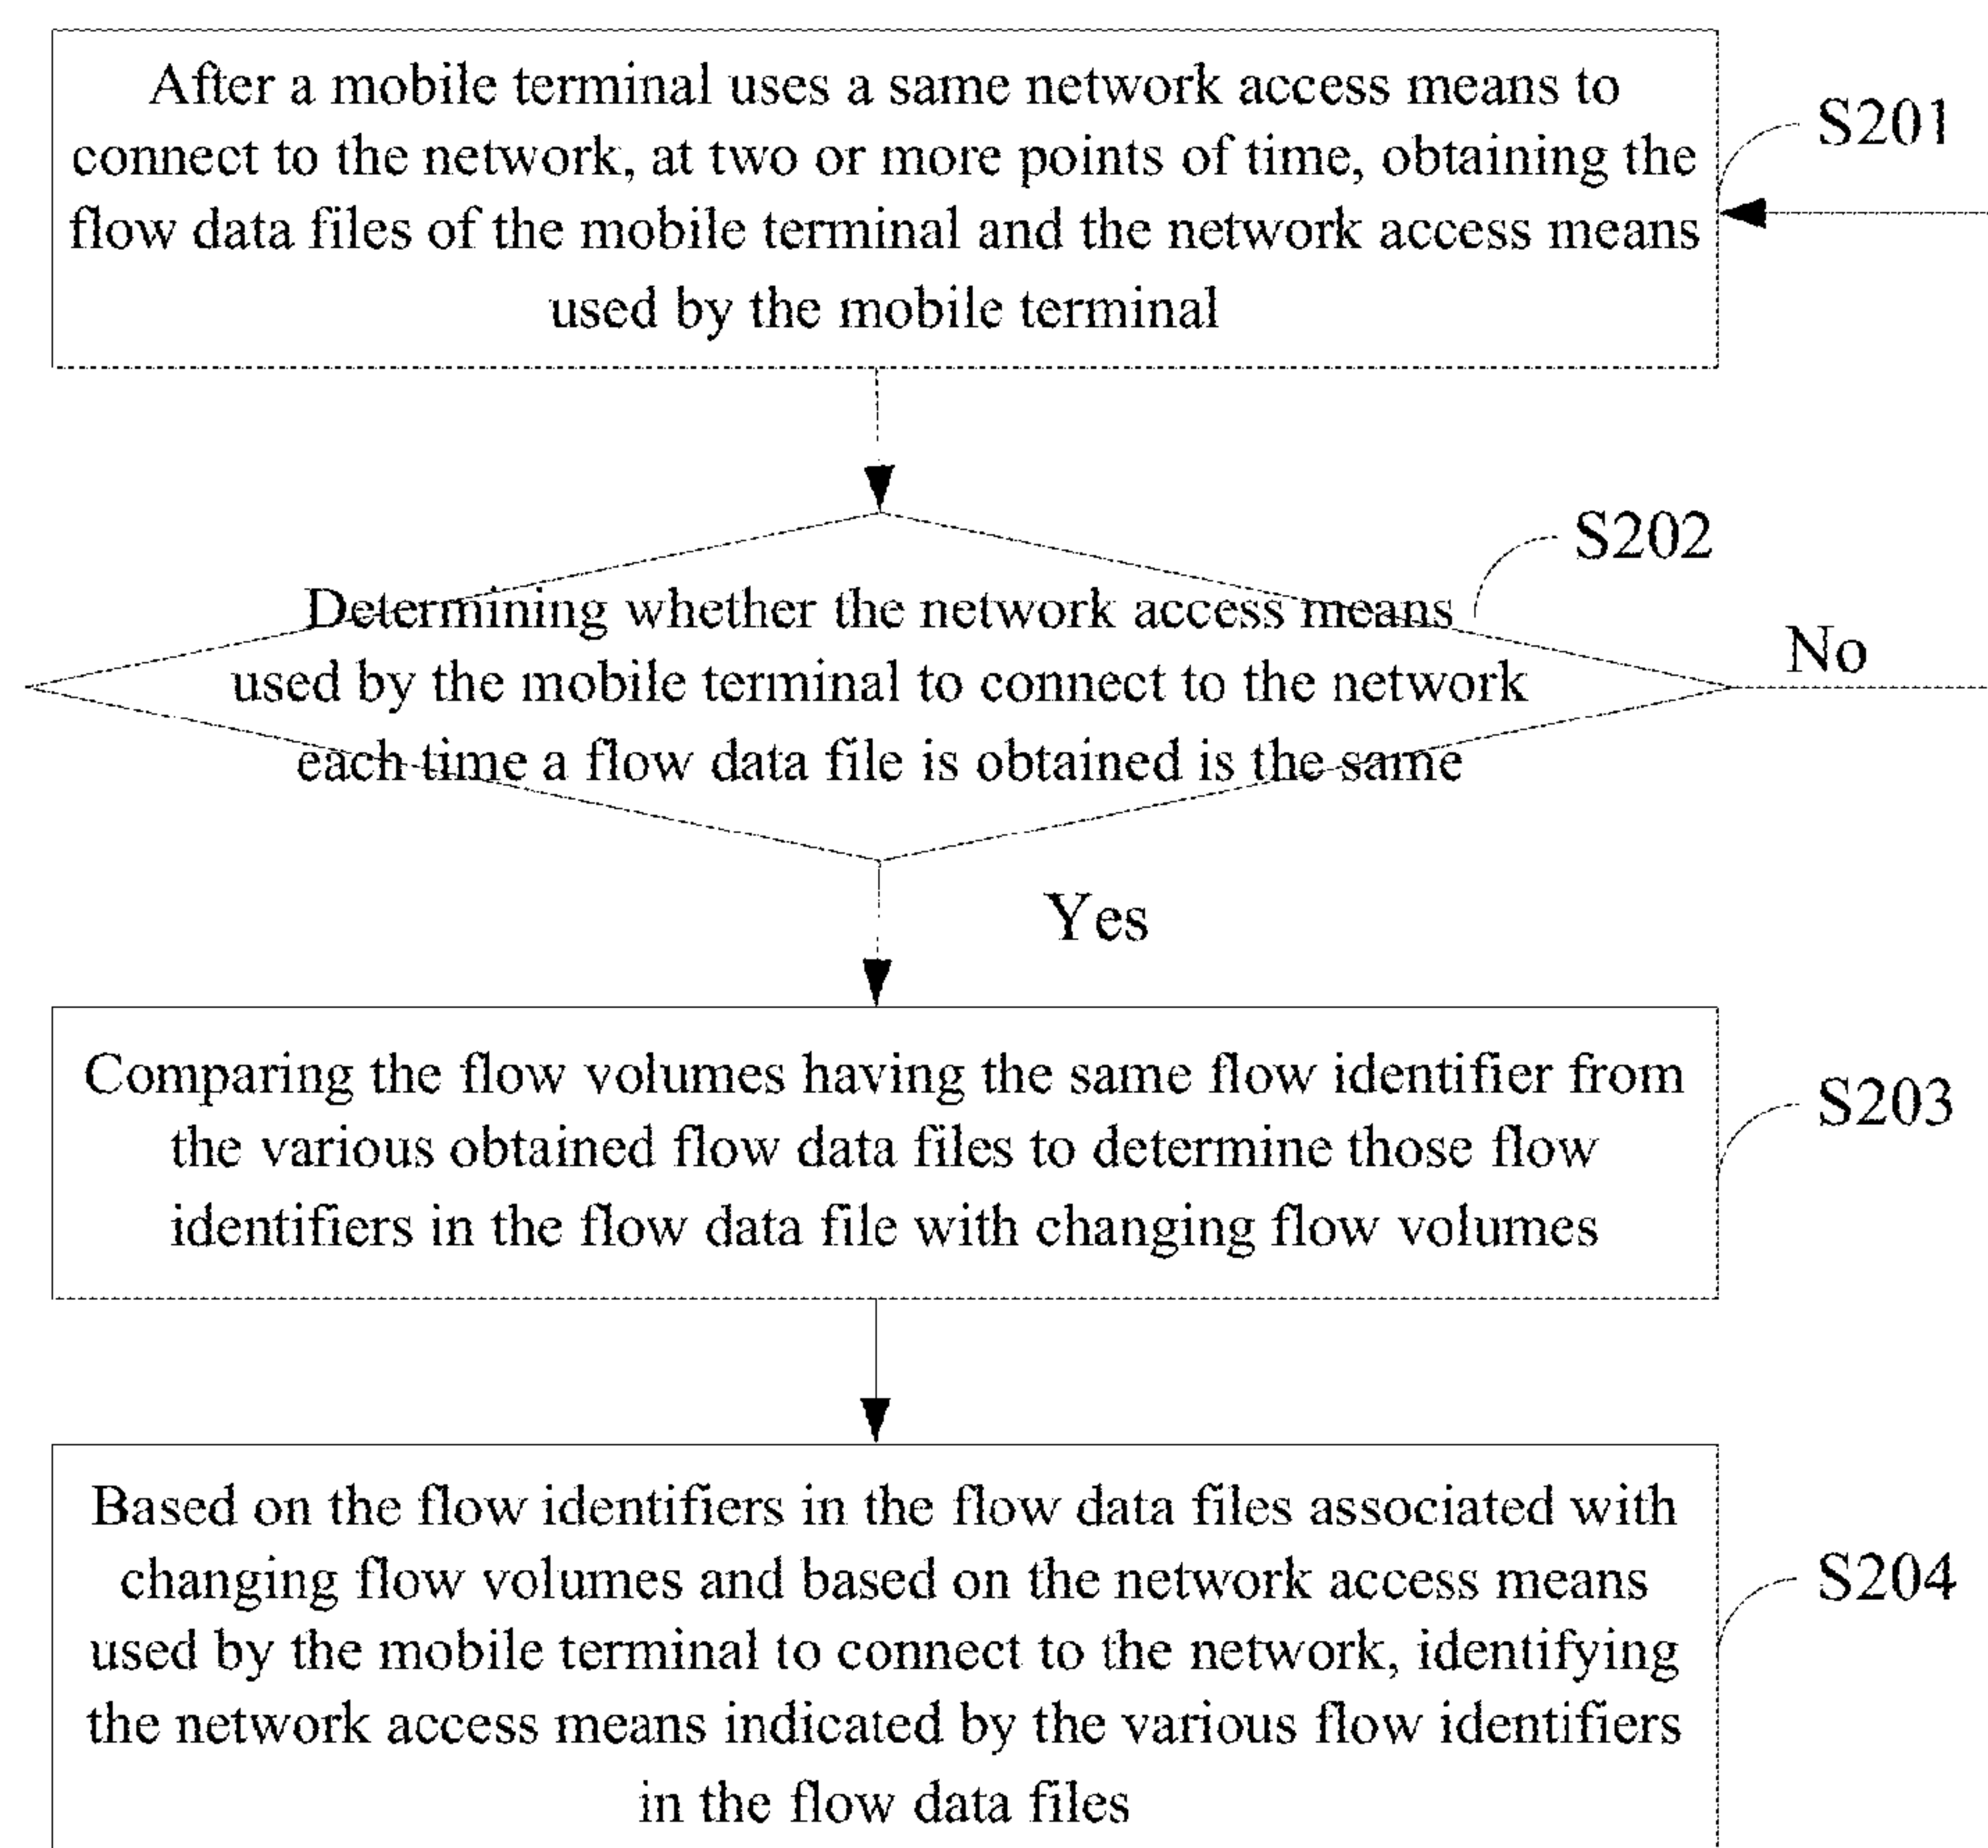 After a mobile terminal uses a same network access means to
connect to the network, at two or more points of time, obtaining the
flow data files of the mobile terminal and the network access means
used by the mobile terminal
S201
S202
Determining whether the network access means
used by the mobile terminal to connect to the network
each time a flow data file is obtained is the same
No
Yes
Comparing the flow volumes having the same flow identifier from
the various obtained flow data files to determine those flow
identifiers in the flow data file with changing flow volumes
S203
Based on the flow identifiers in the flow data files associated with
changing flow volumes and based on the network access means
used by the mobile terminal to connect to the network, identifying
the network access means indicated by the various flow identifiers
in the flow data files
S204